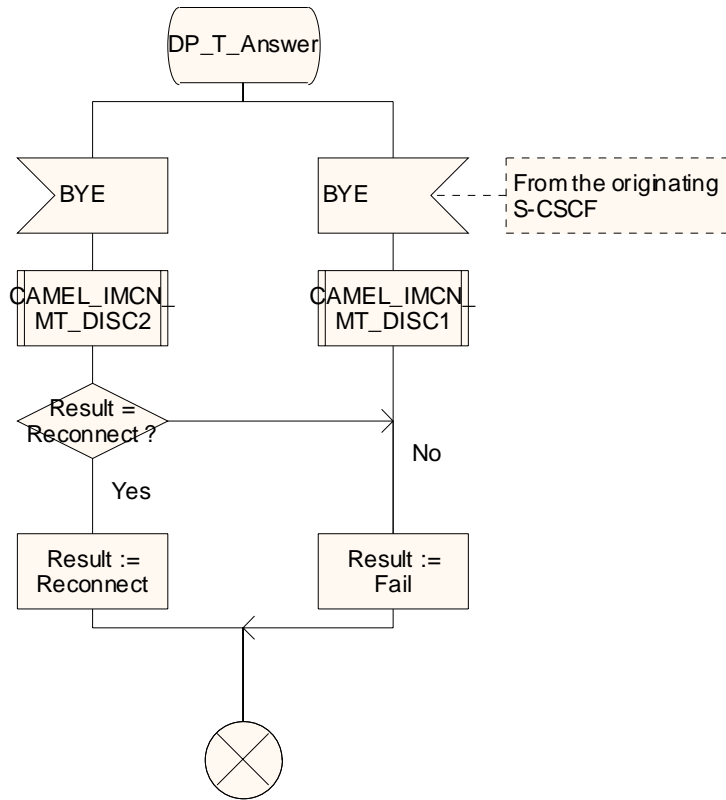 DP_T_Answer
BYE
BYE
From the originating
S-CSCF
CAMEL_IMCN_
MT_DISC2
CAMEL_IMCN_
MT_DISC1
Result =
Reconnect ?
No
Yes
Result :=
Reconnect
Result :=
Fail